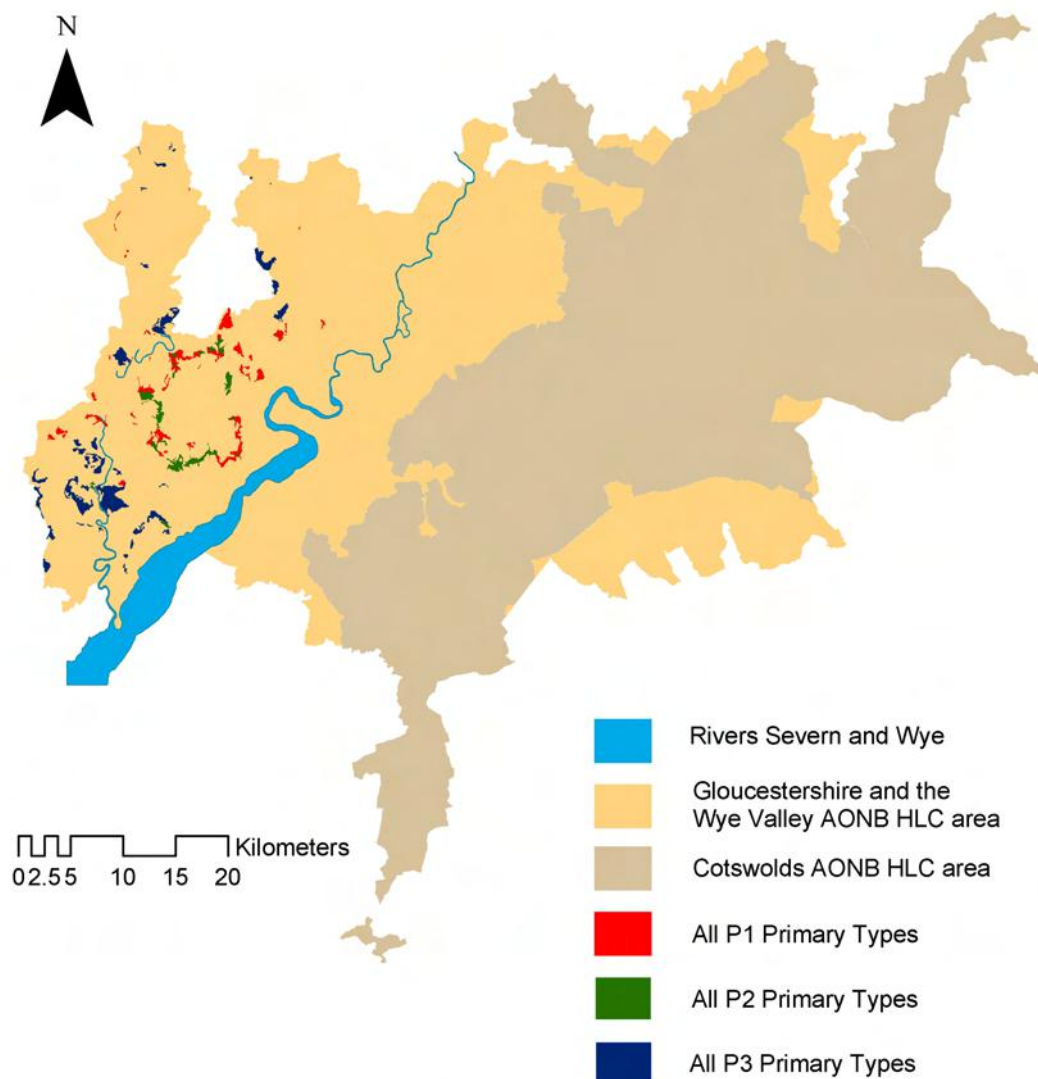 N
Rivers Severn and Wye
Gloucestershire and the
Wye Valley AONB HLC area
Kilometers
0 2.5 5 10 15 20
Cotswolds AONB HLC area
All P1 Primary Types
All P2 Primary Types
All P3 Primary Types